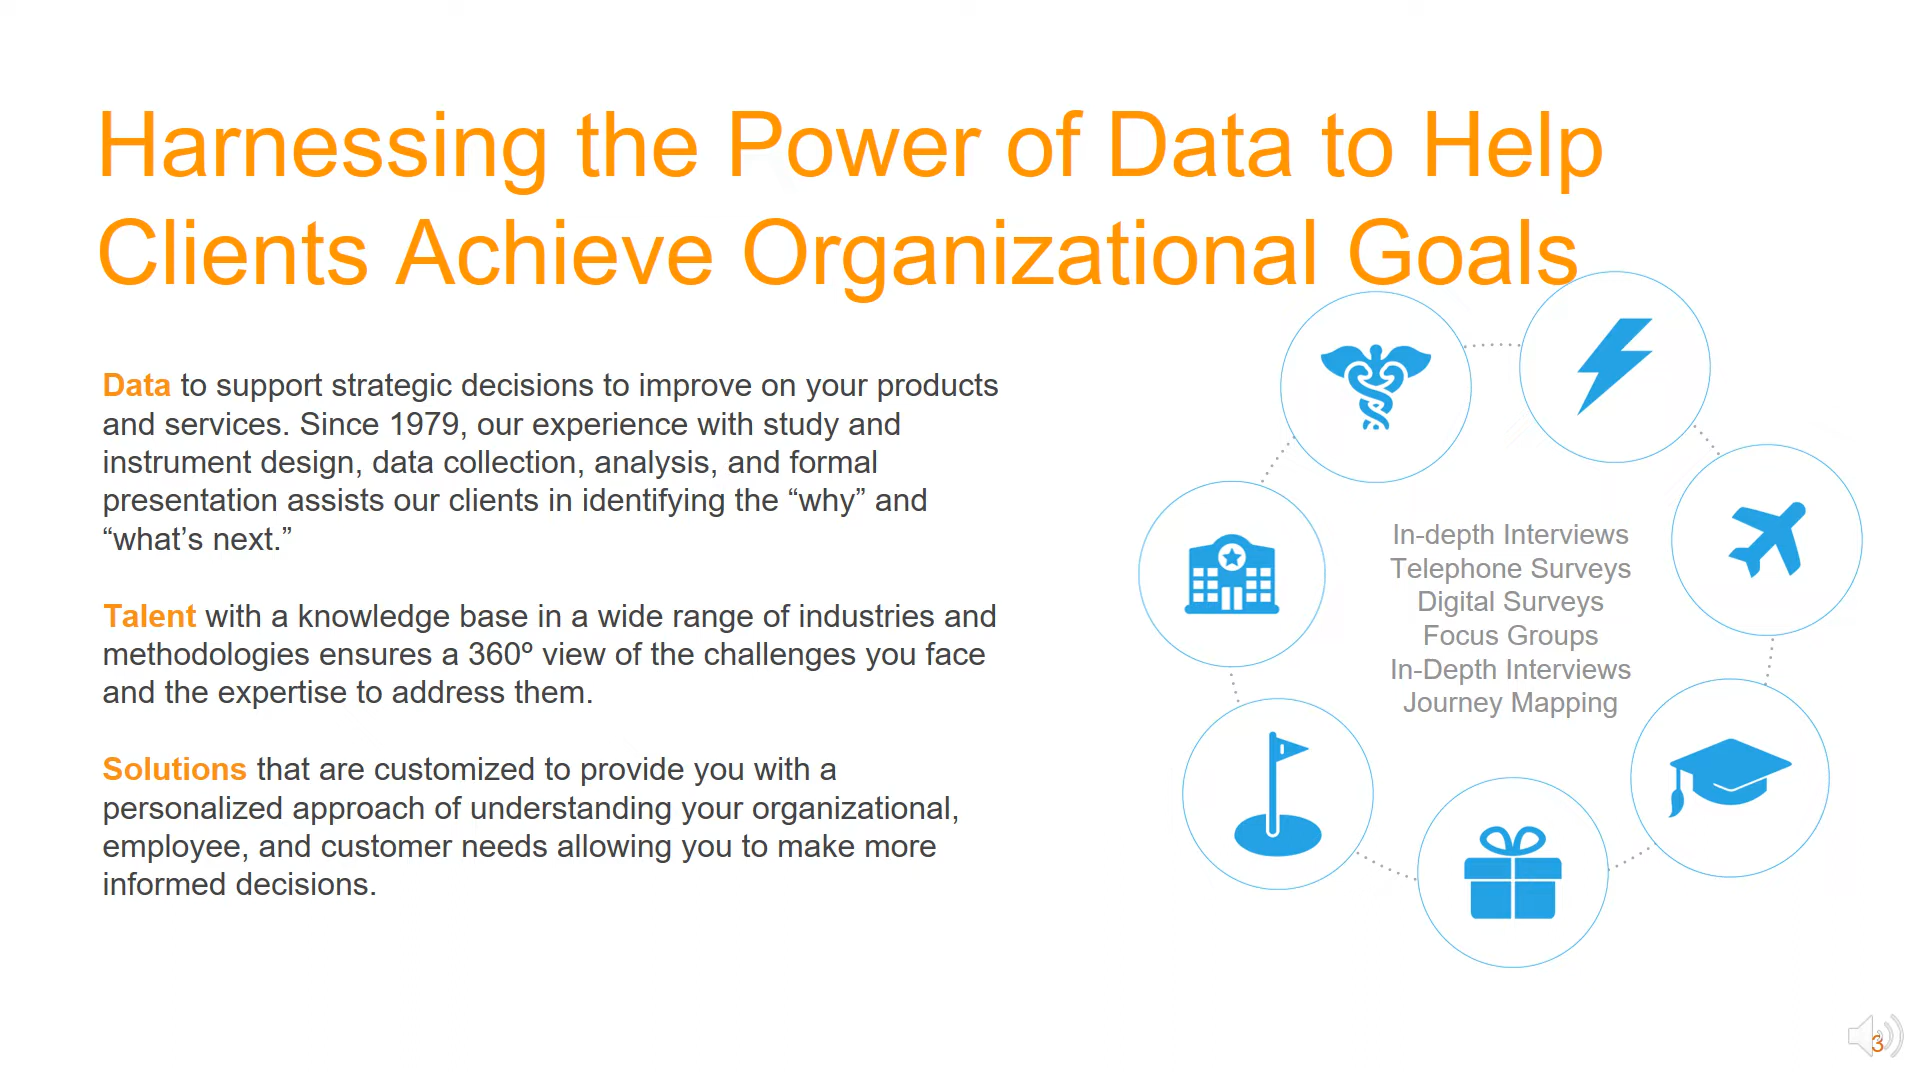 Harnessing the Power of Data to Help
Clients Achieve Organizational Goals
Data to support strategic decisions to improve on your products
and services. Since 1979, our experience with study and
instrument design, data collection, analysis, and formal
presentation assists our clients in identifying the “why” and
“what’s next.”
Talent with a knowledge base in a wide range of industries and
methodologies ensures a 360º view of the challenges you face
and the expertise to address them.
Solutions that are customized to provide you with a
personalized approach of understanding your organizational,
employee, and customer needs allowing you to make more
informed decisions.
In-depth Interviews
Telephone Surveys
Digital Surveys
Focus Groups
In-Depth Interviews
Journey Mapping
3